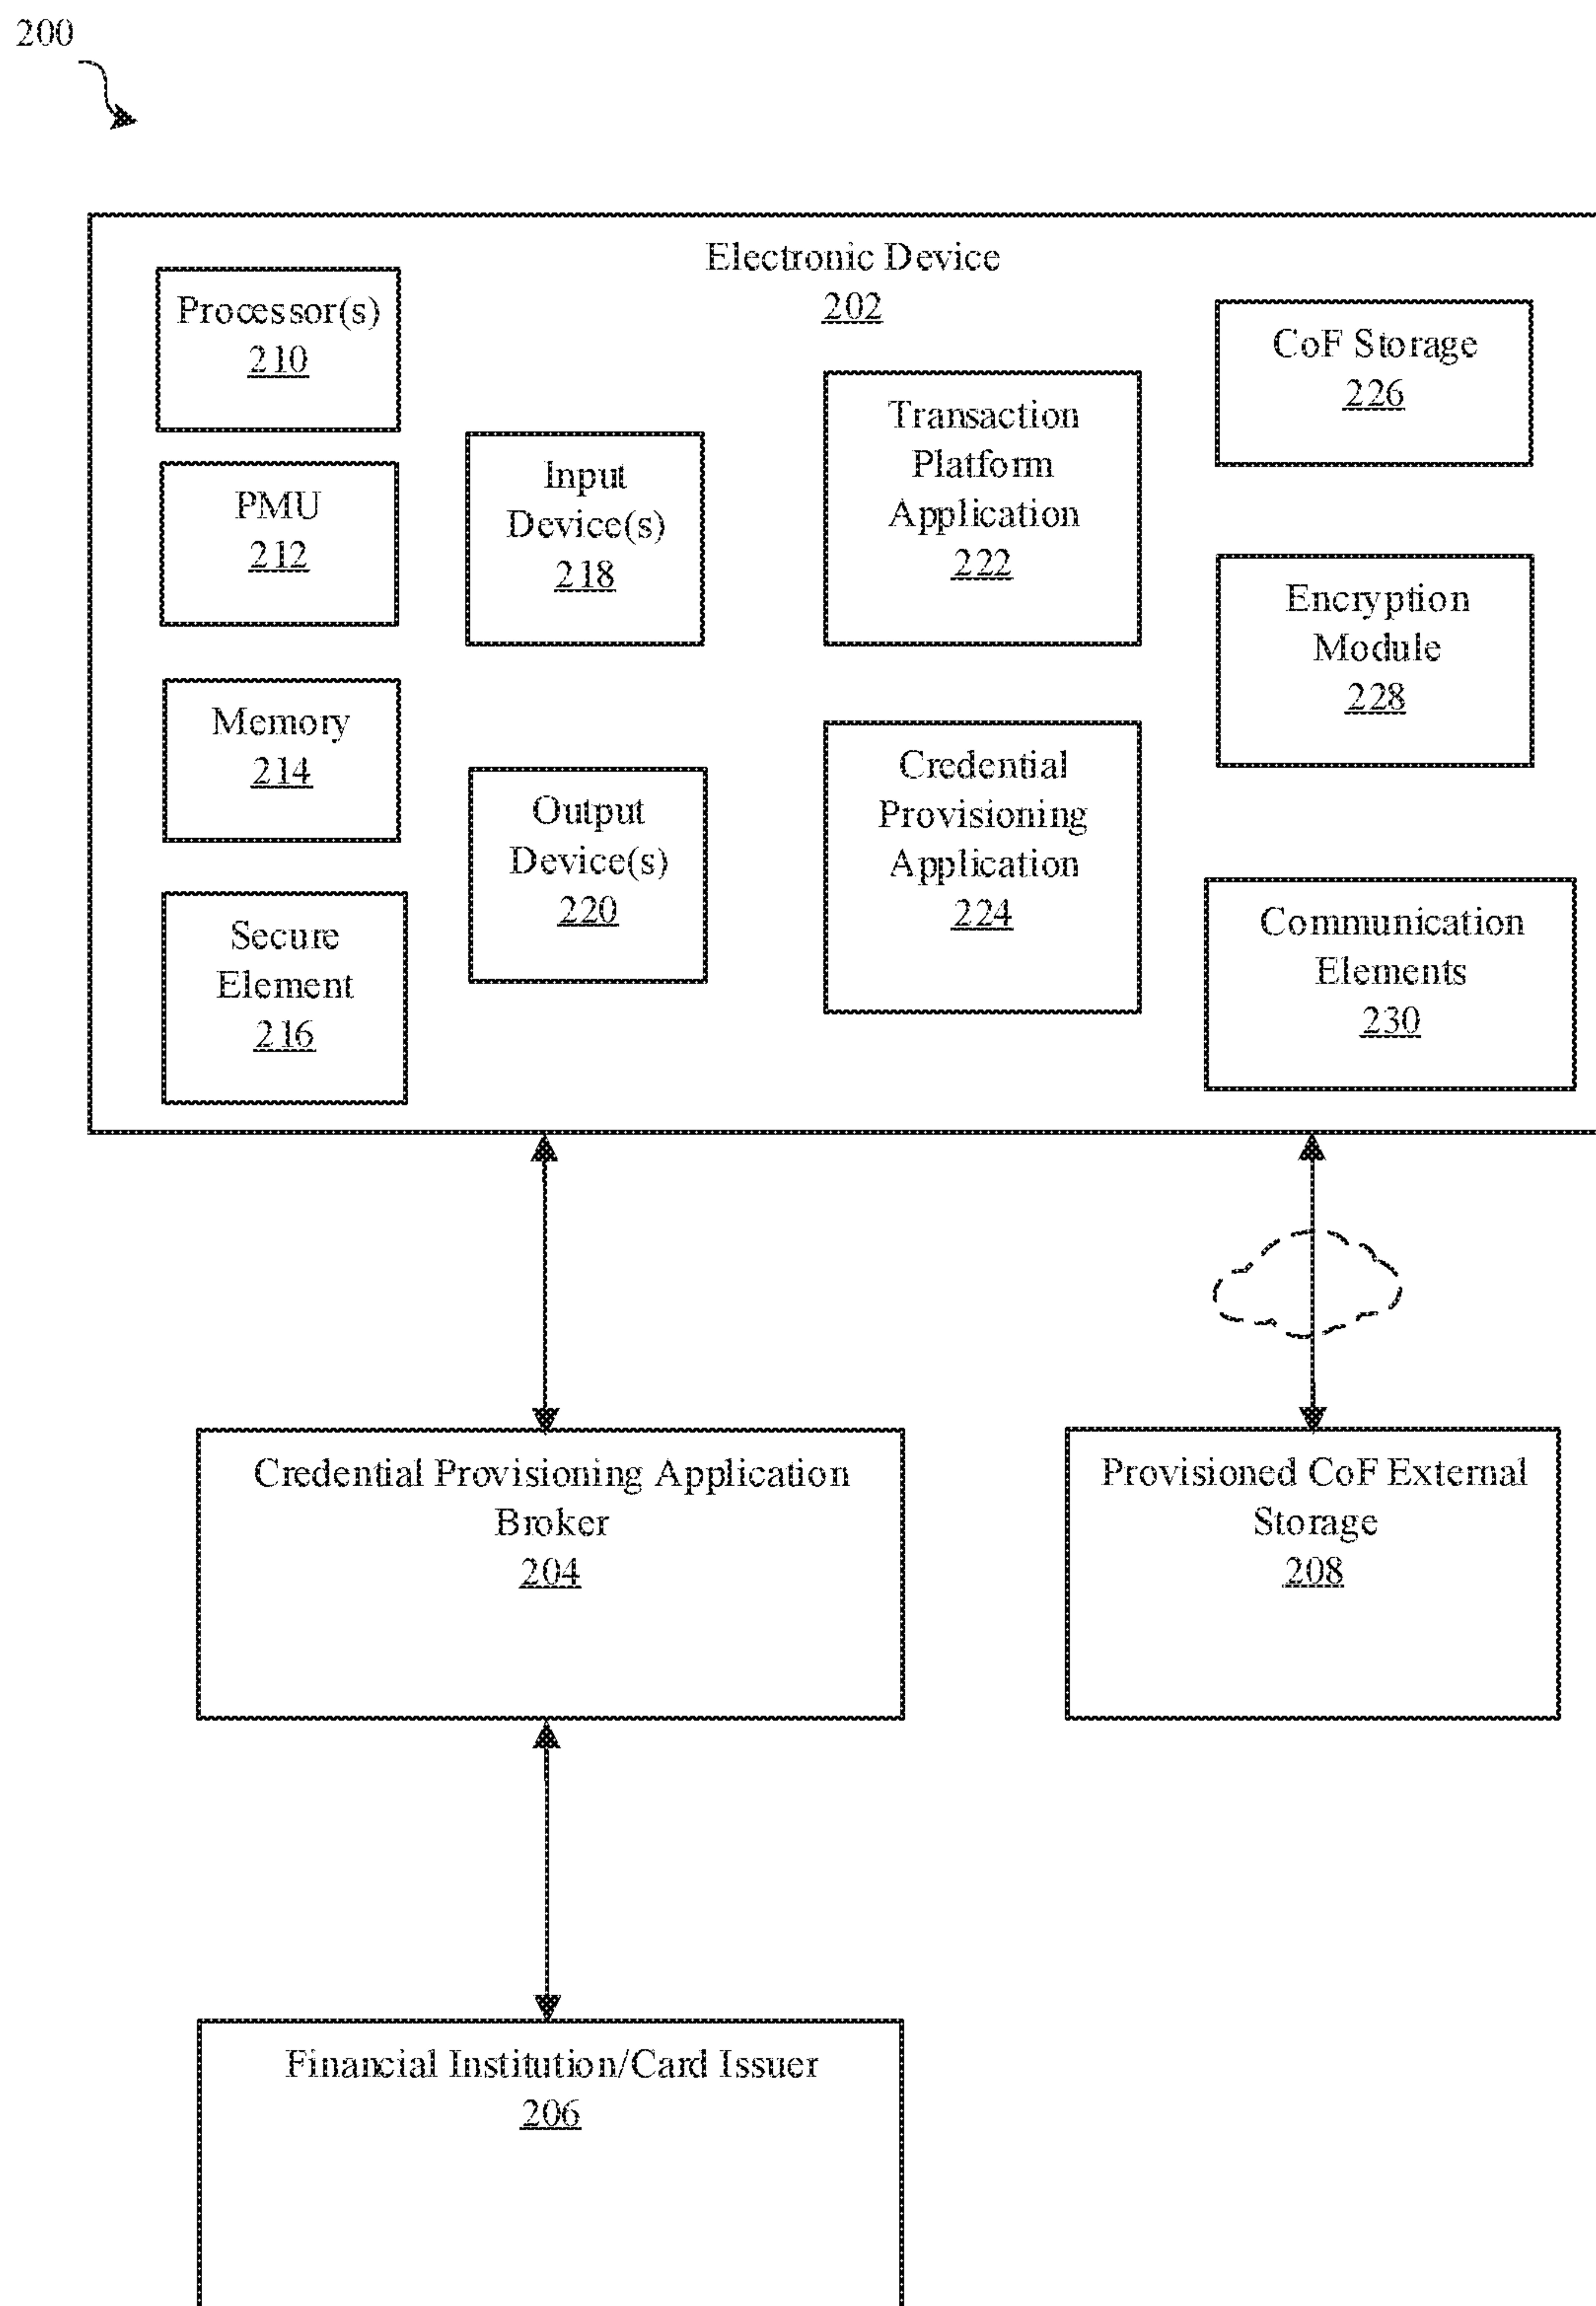 200
Electronic Device
202
Processor(s)
210
PMU
212
Memory
214
Secure
Element
216
Input
Device(s)
218
Output
Device(s)
220
Transaction
Platform
Application
222
Credential
Provisioning
Application
224
CoF Storage
226
Encryption
Module
228
Communication
Elements
230
Credential Provisioning Application
Broker
204
Provisioned CoF External
Storage
208
Financial Institution/Card Issuer
206